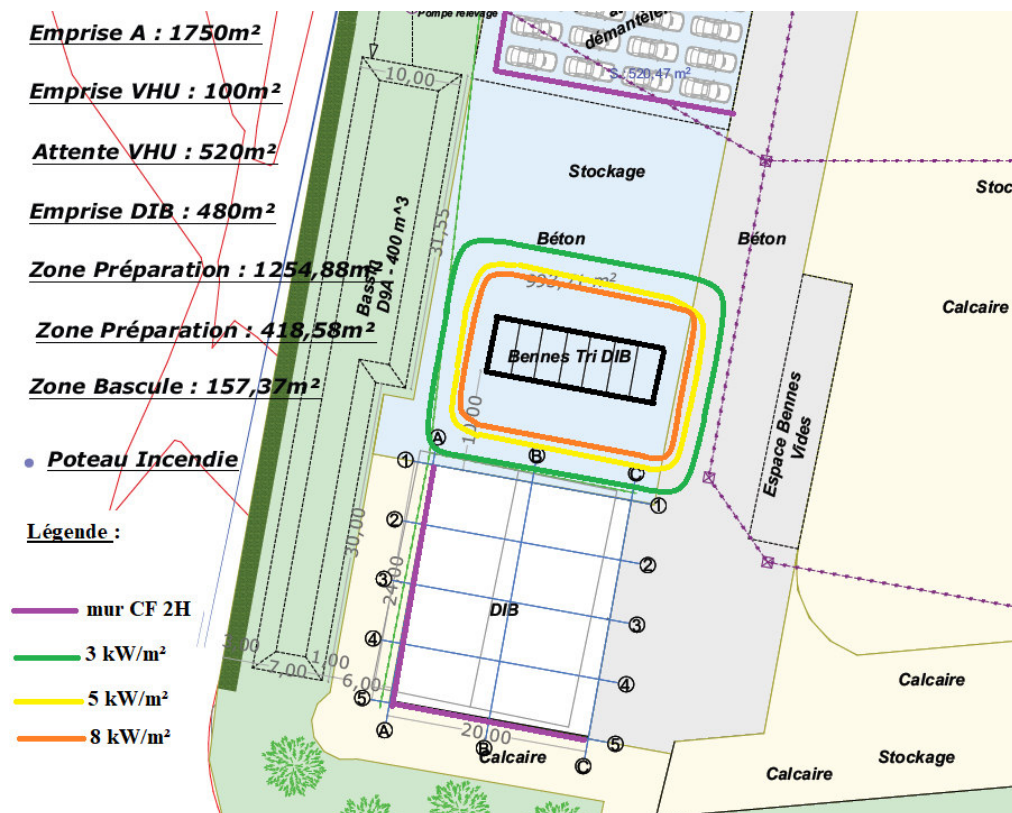 Pompe relevage
Emprise A : 1750m²
démantèle
10,00
S : 520,47 m²
Emprise VHU : 100m²
Attente VHU : 520m²
Stockage
Stoc
Emprise DIB : 480m²
31,55
Béton
Béton
Bassin
D9A - 400 m^3
Zone Préparation : 1254,88m²
Calcaire
Zone Préparation : 418,58m²
Bennes Tri DIB
Zone Bascule : 157,37m²
10,00
Espace Bennes
Vides
A
B
C
Poteau Incendie
1
1
2
2
30,00
Légende :
24,00
3
3
DIB
mur CF 2H
4
4
3 kW/m²
7,00
1,00
6,00
5
5
Calcaire
5 kW/m²
20,00
A
B
C
8 kW/m²
Calcaire
Stockage
Calcaire